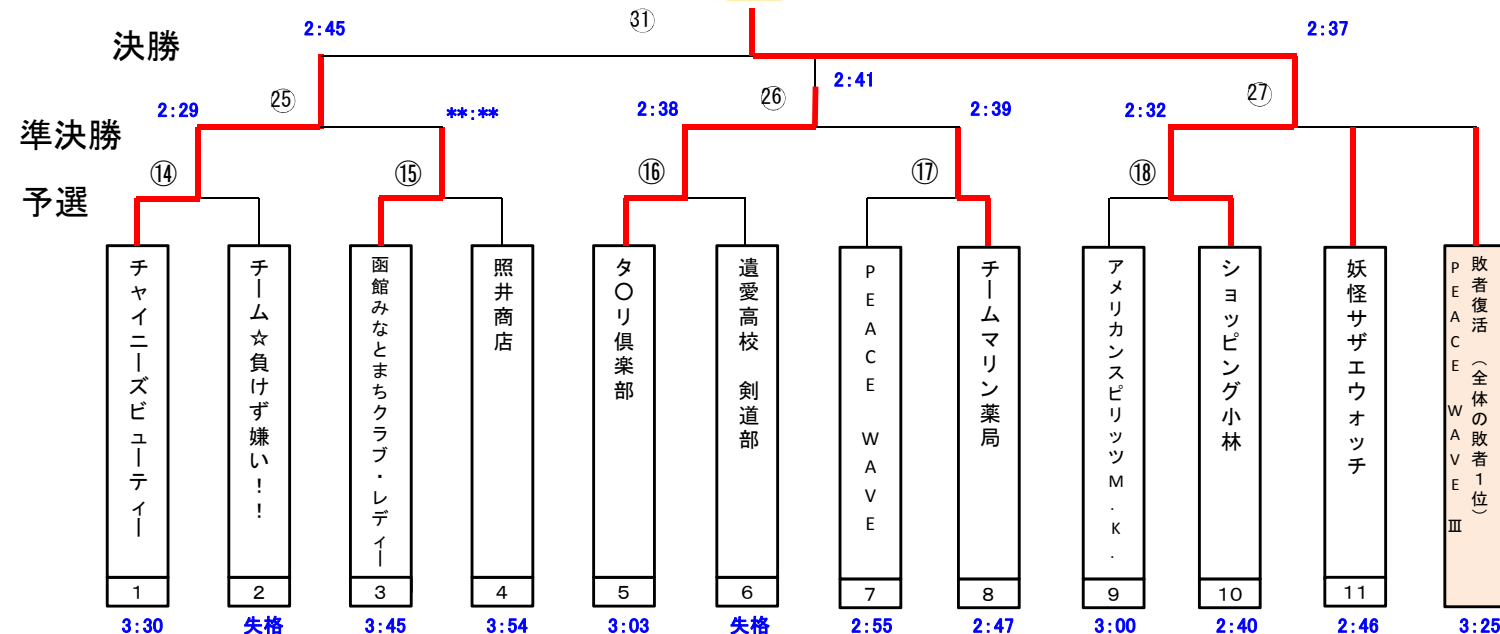 ㉛
決勝
2:45
2:37
㉕
2:29
**:**
㉖
2:41
2:38
2:39
㉗
2:32
準決勝
⑭
⑮
⑯
⑰
⑱
予選
チャイニーズビューティー
チーム☆負けず嫌い!!
函館みなとまちクラブ・レディー
照井商店
タ〇リ倶楽部
遺愛高校 剣道部
PEACE WAVE
チームマリン薬局
アメリカンスピリッツM.K.
ショッピング小林
妖怪サザエウォッチ
敗者復活 (全体の敗者1位)
PEACE WAVE Ⅲ
1
2
3
4
5
6
7
8
9
10
11
3:30
失格
3:45
3:54
3:03
失格
2:55
2:47
3:00
2:40
2:46
3:25